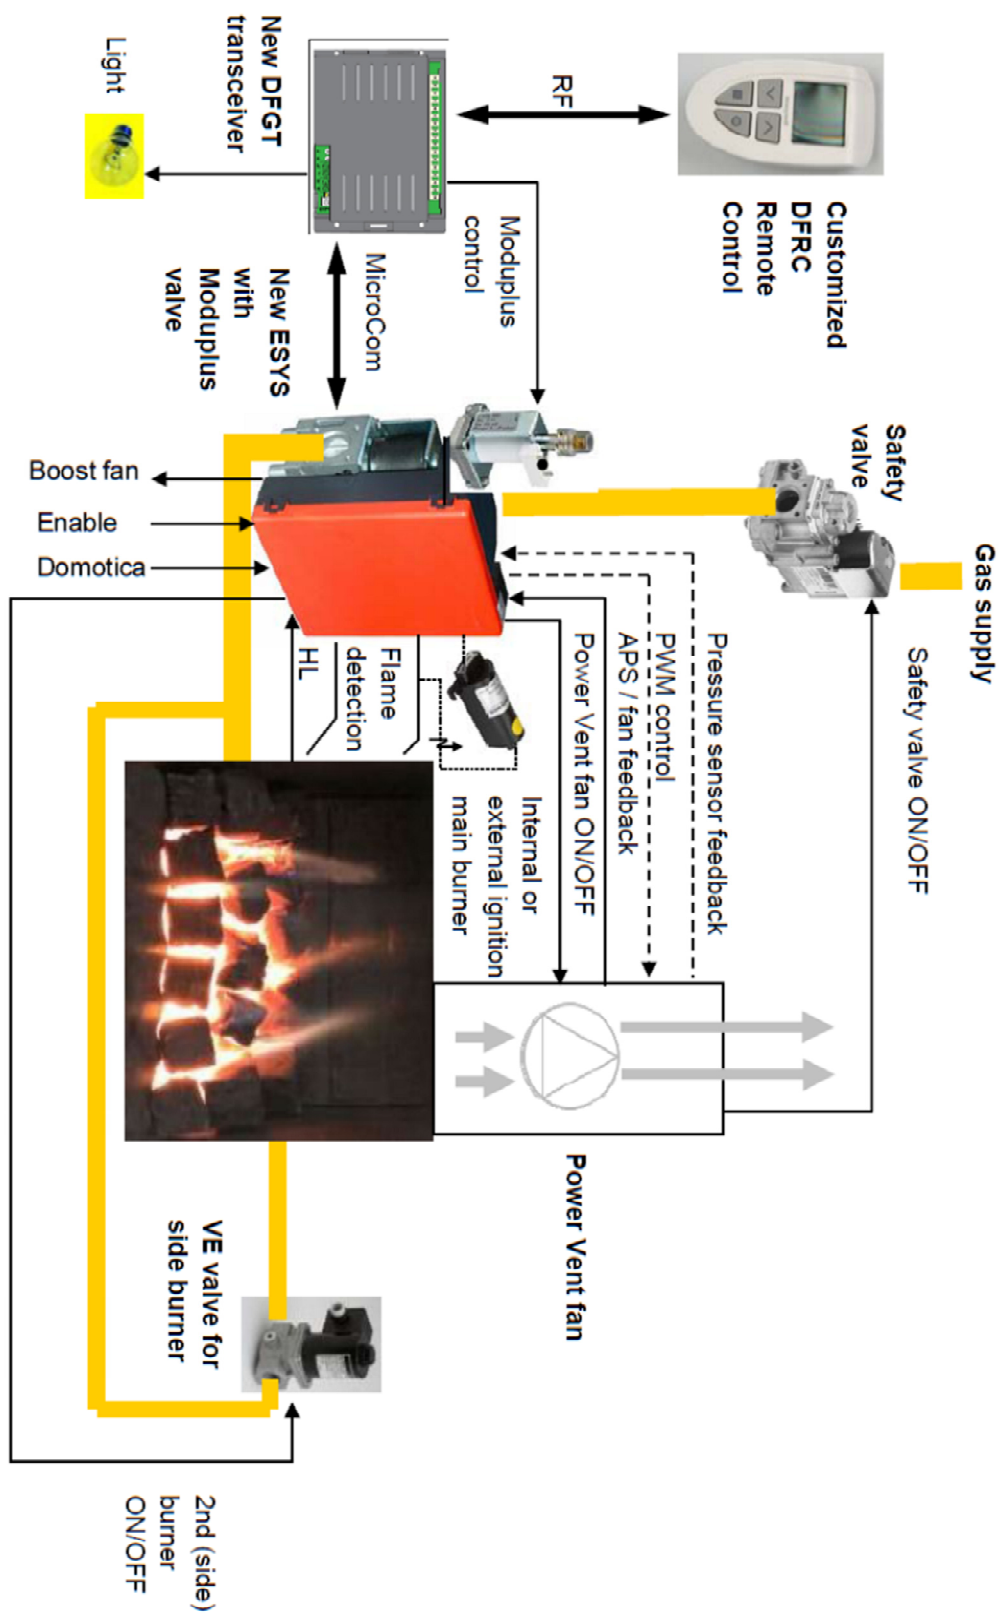 Customized
DFRC
Remote
Control
RF
New DFGT
transceiver
Light
Moduplus
control
MicroCom
New ESYS
with
Moduplus
valve
Safety
valve
Gas supply
Safety valve ON/OFF
Boost fan
Enable
Domotica
Pressure sensor feedback
PWM control
APS / fan feedback
Power Vent fan ON/OFF
Flame
detection
HL
Internal or
external ignition
main burner
Power Vent fan
VE valve for
side burner
2nd (side)
burner
ON/OFF